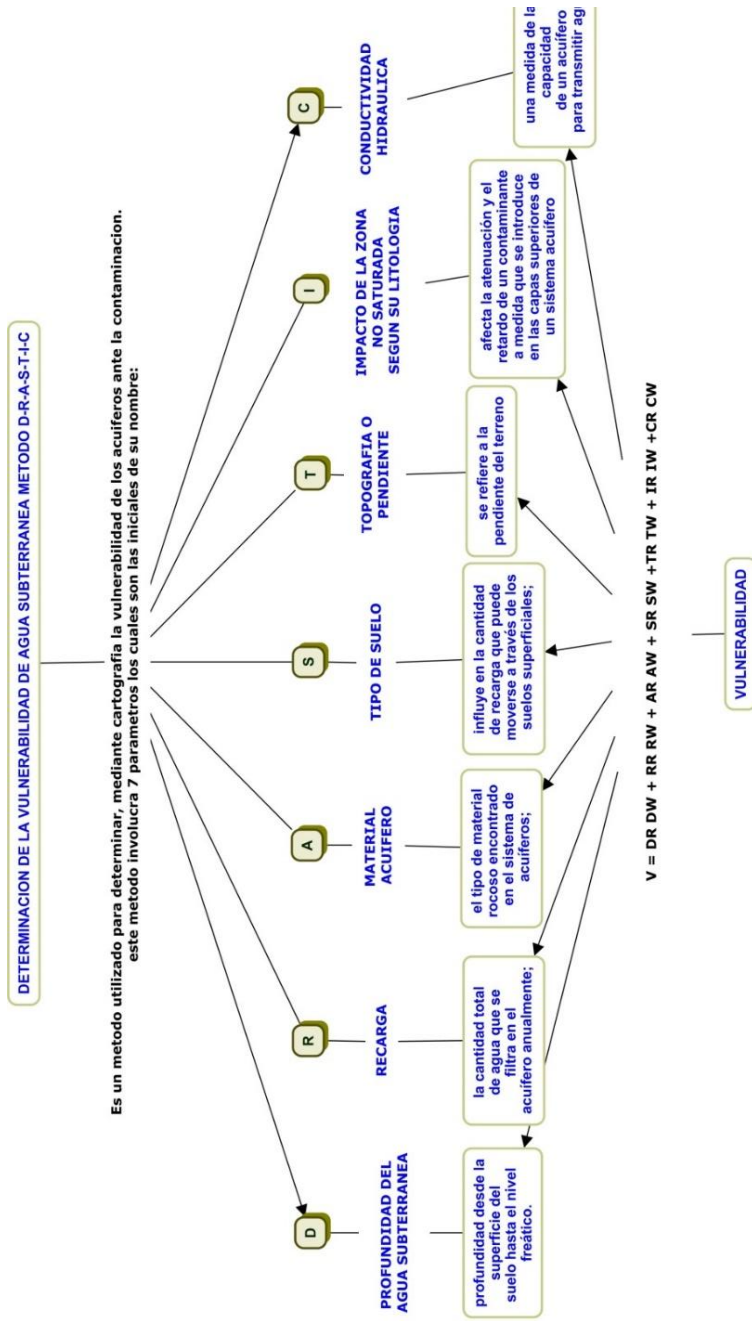 DETERMINACION DE LA VULNERABILIDAD DE AGUA SUBTERRANEA METODO D-R-A-S-T-I-C
Es un metodo utilizado para determinar, mediante cartografia la vulnerabilidad de los acuiferos ante la contaminacion.
este metodo involucra 7 parametros los cuales son las iniciales de su nombre:
D
PROFUNDIDAD DEL
AGUA SUBTERRANEA
profundidad desde la
superficie del
suelo hasta el nivel
freático.
R
RECARGA
la cantidad total
de agua que se
filtra en el
acuífero anualmente;
A
MATERIAL
ACUIFERO
el tipo de material
rocoso encontrado
en el sistema de
acuíferos;
S
TIPO DE SUELO
influye en la cantidad
de recarga que puede
moverse a través de los
suelos superficiales;
T
TOPOGRAFIA O
PENDIENTE
se refiere a la
pendiente del terreno
I
IMPACTO DE LA ZONA
NO SATURADA
SEGUN SU LITOLOGIA
afecta la atenuación y el
retardo de un contaminante
a medida que se introduce
en las capas superiores de
un sistema acuífero
C
CONDUCTIVIDAD
HIDRAULICA
una medida de la
capacidad
de un acuífero
para transmitir
V = DR DW + RR RW + AR AW + SR SW +TR TW + IR IW +CR CW
VULNERABILIDAD